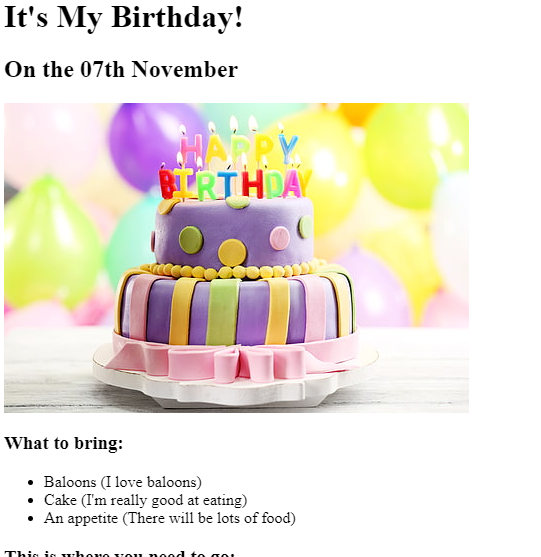 It's My Birthday!
On the 07th November
HAPPY
BIRTHDAY
What to bring:
Baloons (I love baloons)
Cake (I'm really good at eating)
An appetite (There will be lots of food)
This is where you need to go: